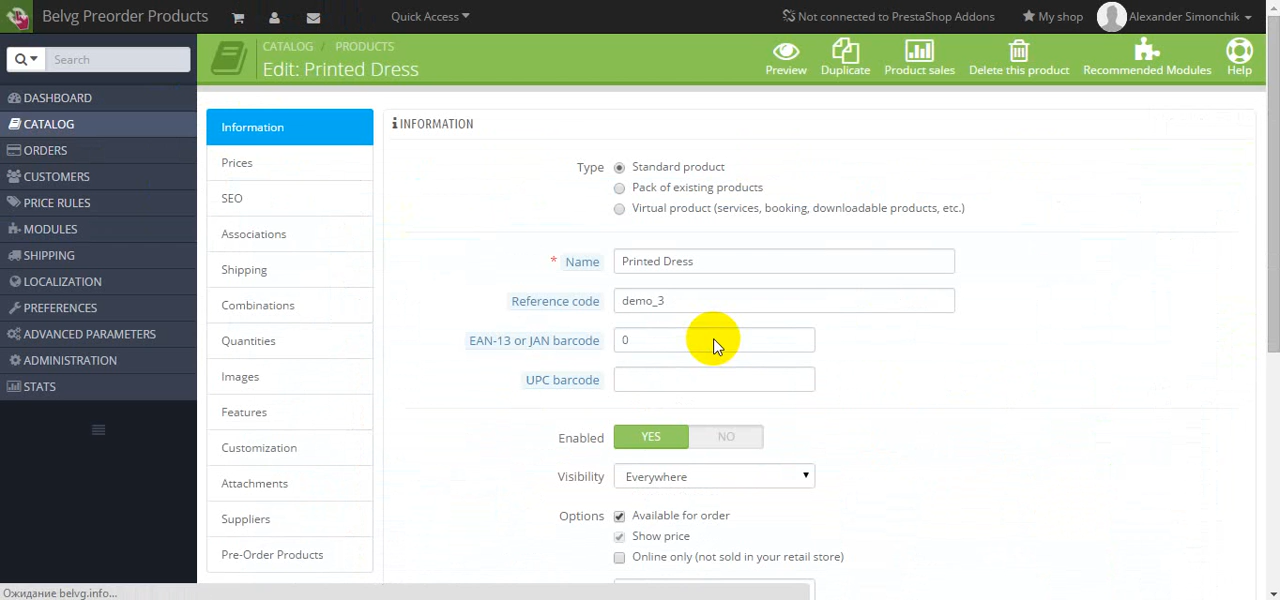 Belvg Preorder Products
Quick Access
Not connected to PrestaShop Addons
My shop
Alexander Simonchik
Search
CATALOG / PRODUCTS
Edit: Printed Dress
Preview
Duplicate
Product sales
Delete this product
Recommended Modules
Help
DASHBOARD
CATALOG
ORDERS
CUSTOMERS
PRICE RULES
MODULES
SHIPPING
LOCALIZATION
PREFERENCES
ADVANCED PARAMETERS
ADMINISTRATION
STATS
Information
Prices
SEO
Associations
Shipping
Combinations
Quantities
Images
Features
Customization
Attachments
Suppliers
Pre-Order Products
INFORMATION
Type
Standard product
Pack of existing products
Virtual product (services, booking, downloadable products, etc.)
* Name
Printed Dress
Reference code
demo_3
EAN-13 or JAN barcode
0
UPC barcode
Enabled
YES
NO
Visibility
Everywhere
Options
Available for order
Show price
Online only (not sold in your retail store)
Ожидание belvg.info...